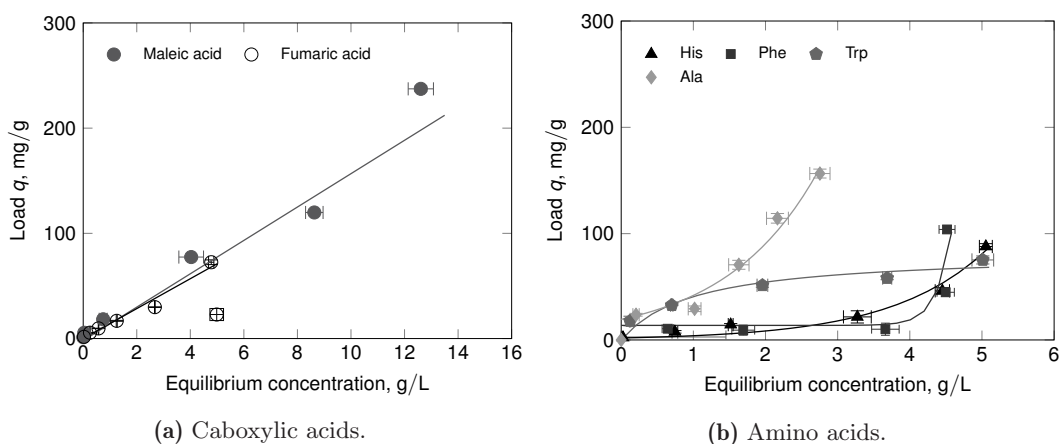 300
200
100
0
0 2 4 6 8 10 12 14 16
Load q, mg/g
Equilibrium concentration, g/L
Maleic acid Fumaric acid
(a) Caboxylic acids.
300
200
100
0
0 1 2 3 4 5 6
Load q, mg/g
Equilibrium concentration, g/L
His Phe Trp
Ala
(b) Amino acids.